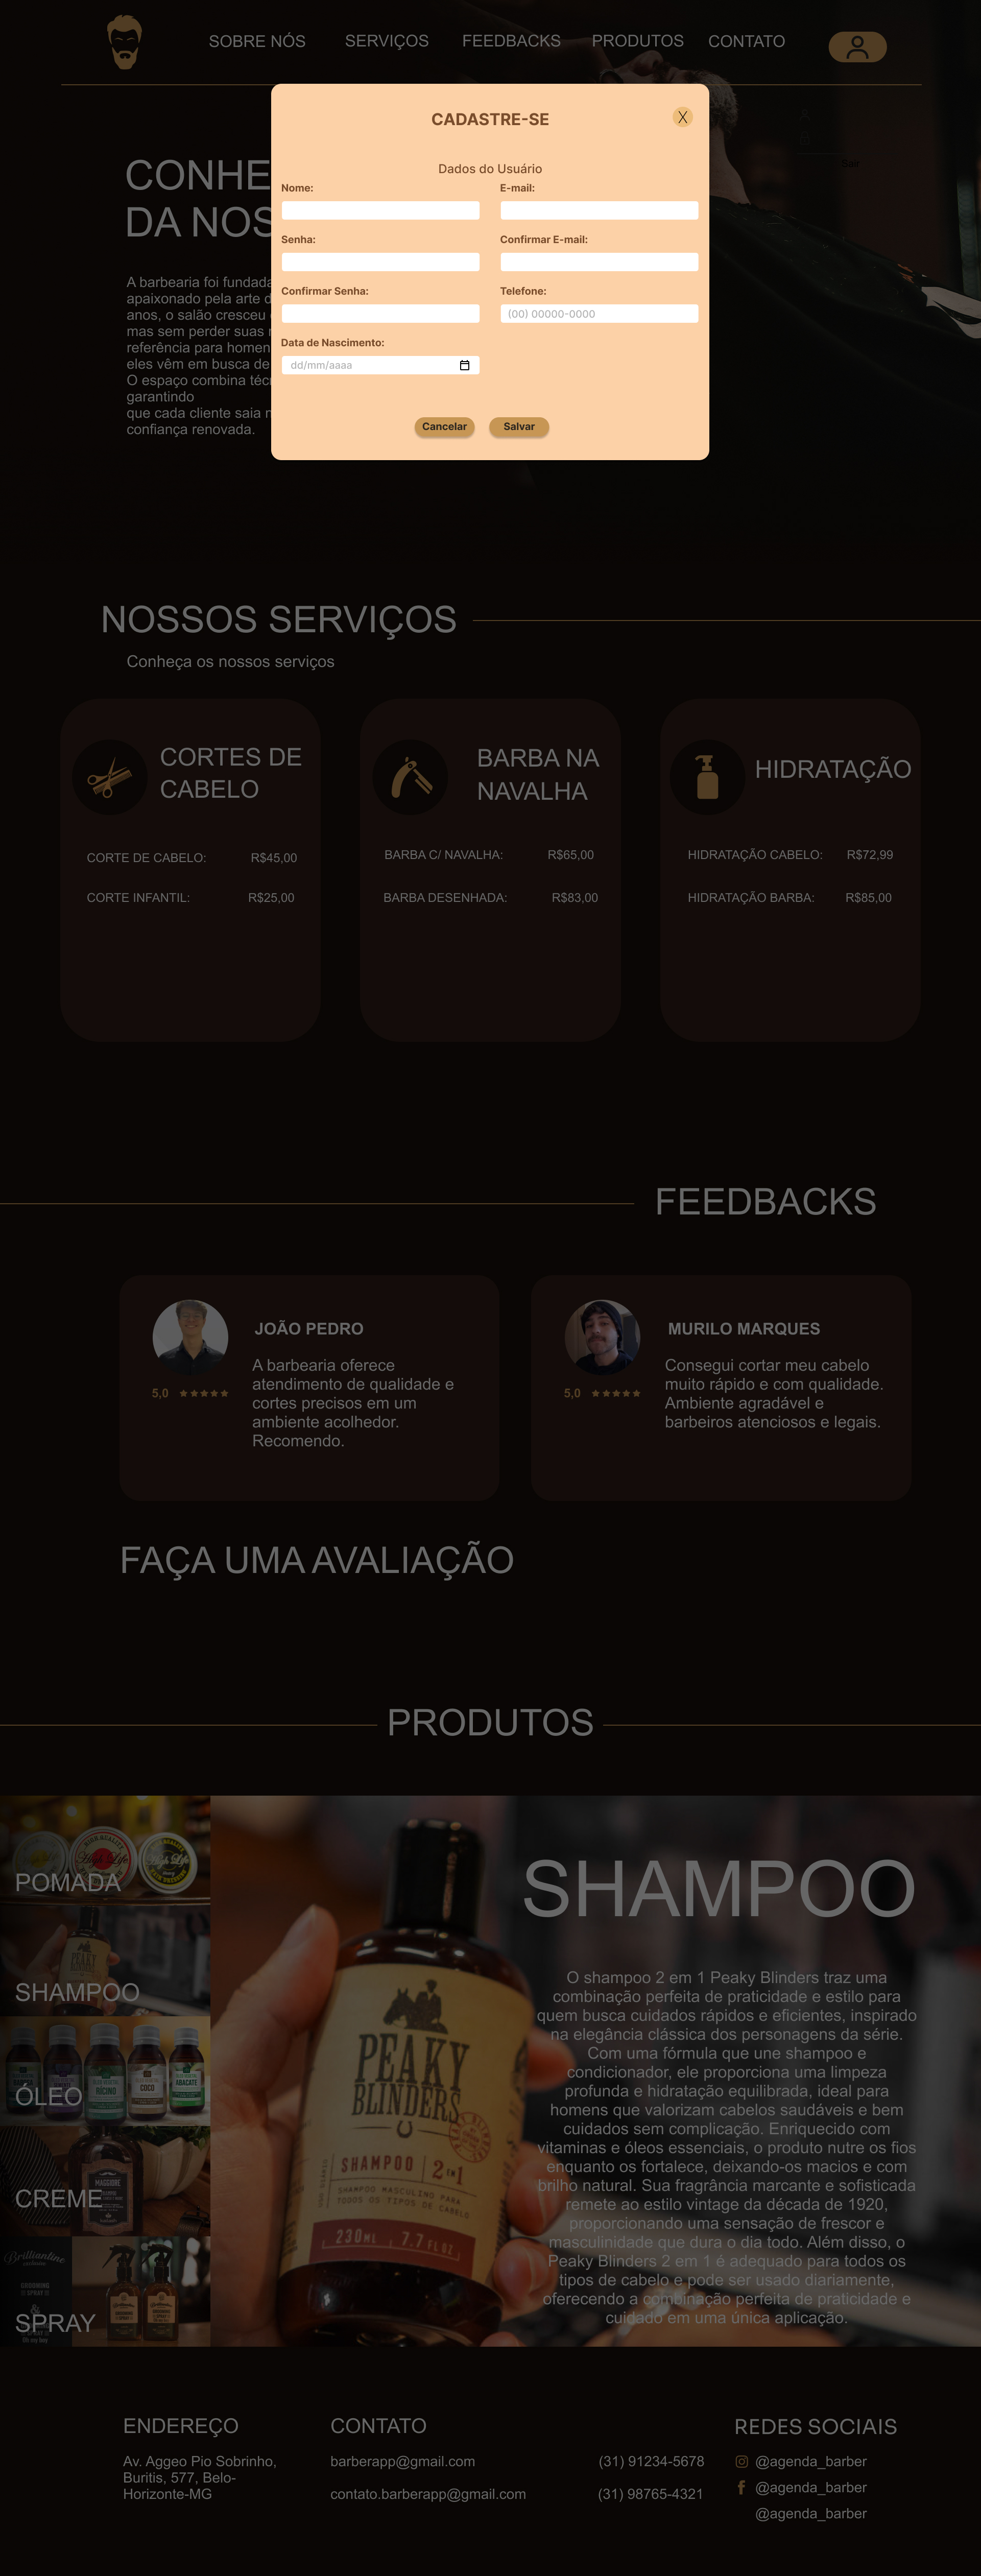 SOBRE NÓS SERVIÇOS FEEDBACKS PRODUTOS CONTATO
CADASTRE-SE
X
Sair
Dados do Usuário
Nome:
E-mail:
Senha:
Confirmar E-mail:
Confirmar Senha:
Telefone:
(00) 00000-0000
Data de Nascimento:
dd/mm/aaaa
Cancelar
Salvar
CONHE
DA NOS
A barbearia foi fundada
apaixonado pela arte d
anos, o salão cresceu
mas sem perder suas
referência para homen
eles vêm em busca de
O espaço combina téc
garantindo
que cada cliente saia
confiança renovada.
NOSSOS SERVIÇOS
Conheça os nossos serviços
CORTES DE
CABELO
CORTE DE CABELO: R$45,00
CORTE INFANTIL: R$25,00
BARBA NA
NAVALHA
BARBA C/ NAVALHA: R$65,00
BARBA DESENHADA: R$83,00
HIDRATAÇÃO
HIDRATAÇÃO CABELO: R$72,99
HIDRATAÇÃO BARBA: R$85,00
FEEDBACKS
JOÃO PEDRO
A barbearia oferece
atendimento de qualidade e
cortes precisos em um
ambiente acolhedor.
Recomendo.
5,0
MURILO MARQUES
Consegui cortar meu cabelo
muito rápido e com qualidade.
Ambiente agradável e
barbeiros atenciosos e legais.
5,0
FAÇA UMA AVALIAÇÃO
PRODUTOS
POMADA
SHAMPOO
ÓLEO
RÍCINO
COCO
ABACATE
CREME
MAGGIORE
Brilliantine
SPRAY
PEAKY
BLINDERS
SHAMPOO 2 EM 1
SHAMPOO MASCULINO PARA
TODOS OS TIPOS DE CABELO
230ML 7.7 FL OZ
SHAMPOO
O shampoo 2 em 1 Peaky Blinders traz uma
combinação perfeita de praticidade e estilo para
quem busca cuidados rápidos e eficientes, inspirado
na elegância clássica dos personagens da série.
Com uma fórmula que une shampoo e
condicionador, ele proporciona uma limpeza
profunda e hidratação equilibrada, ideal para
homens que valorizam cabelos saudáveis e bem
cuidados sem complicação. Enriquecido com
vitaminas e óleos essenciais, o produto nutre os fios
enquanto os fortalece, deixando-os macios e com
brilho natural. Sua fragrância marcante e sofisticada
remete ao estilo vintage da década de 1920,
proporcionando uma sensação de frescor e
masculinidade que dura o dia todo. Além disso, o
Peaky Blinders 2 em 1 é adequado para todos os
tipos de cabelo e pode ser usado diariamente,
oferecendo a combinação perfeita de praticidade e
cuidado em uma única aplicação.
ENDEREÇO
Av. Aggeo Pio Sobrinho,
Buritis, 577, Belo-
Horizonte-MG
CONTATO
barberapp@gmail.com (31) 91234-5678
contato.barberapp@gmail.com (31) 98765-4321
REDES SOCIAIS
@agenda_barber
@agenda_barber
@agenda_barber